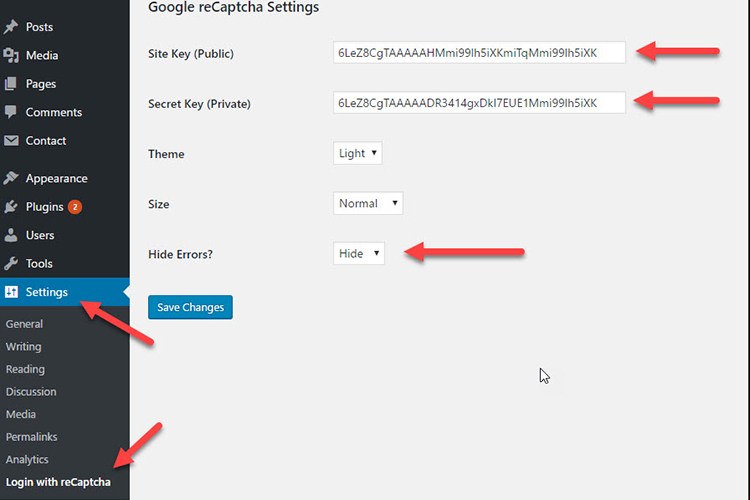 Posts
Media
Pages
Comments
Contact
Appearance
Plugins 2
Users
Tools
Settings
General
Writing
Reading
Discussion
Media
Permalinks
Analytics
Login with reCaptcha
Google reCaptcha Settings
Site Key (Public) 6LeZ8CgTAAAAAHMmi99Ih5iXKmiTqMmi99Ih5iXK
Secret Key (Private) 6LeZ8CgTAAAAADR3414gxDkI7EUE1Mmi99Ih5iXK
Theme Light
Size Normal
Hide Errors? Hide
Save Changes